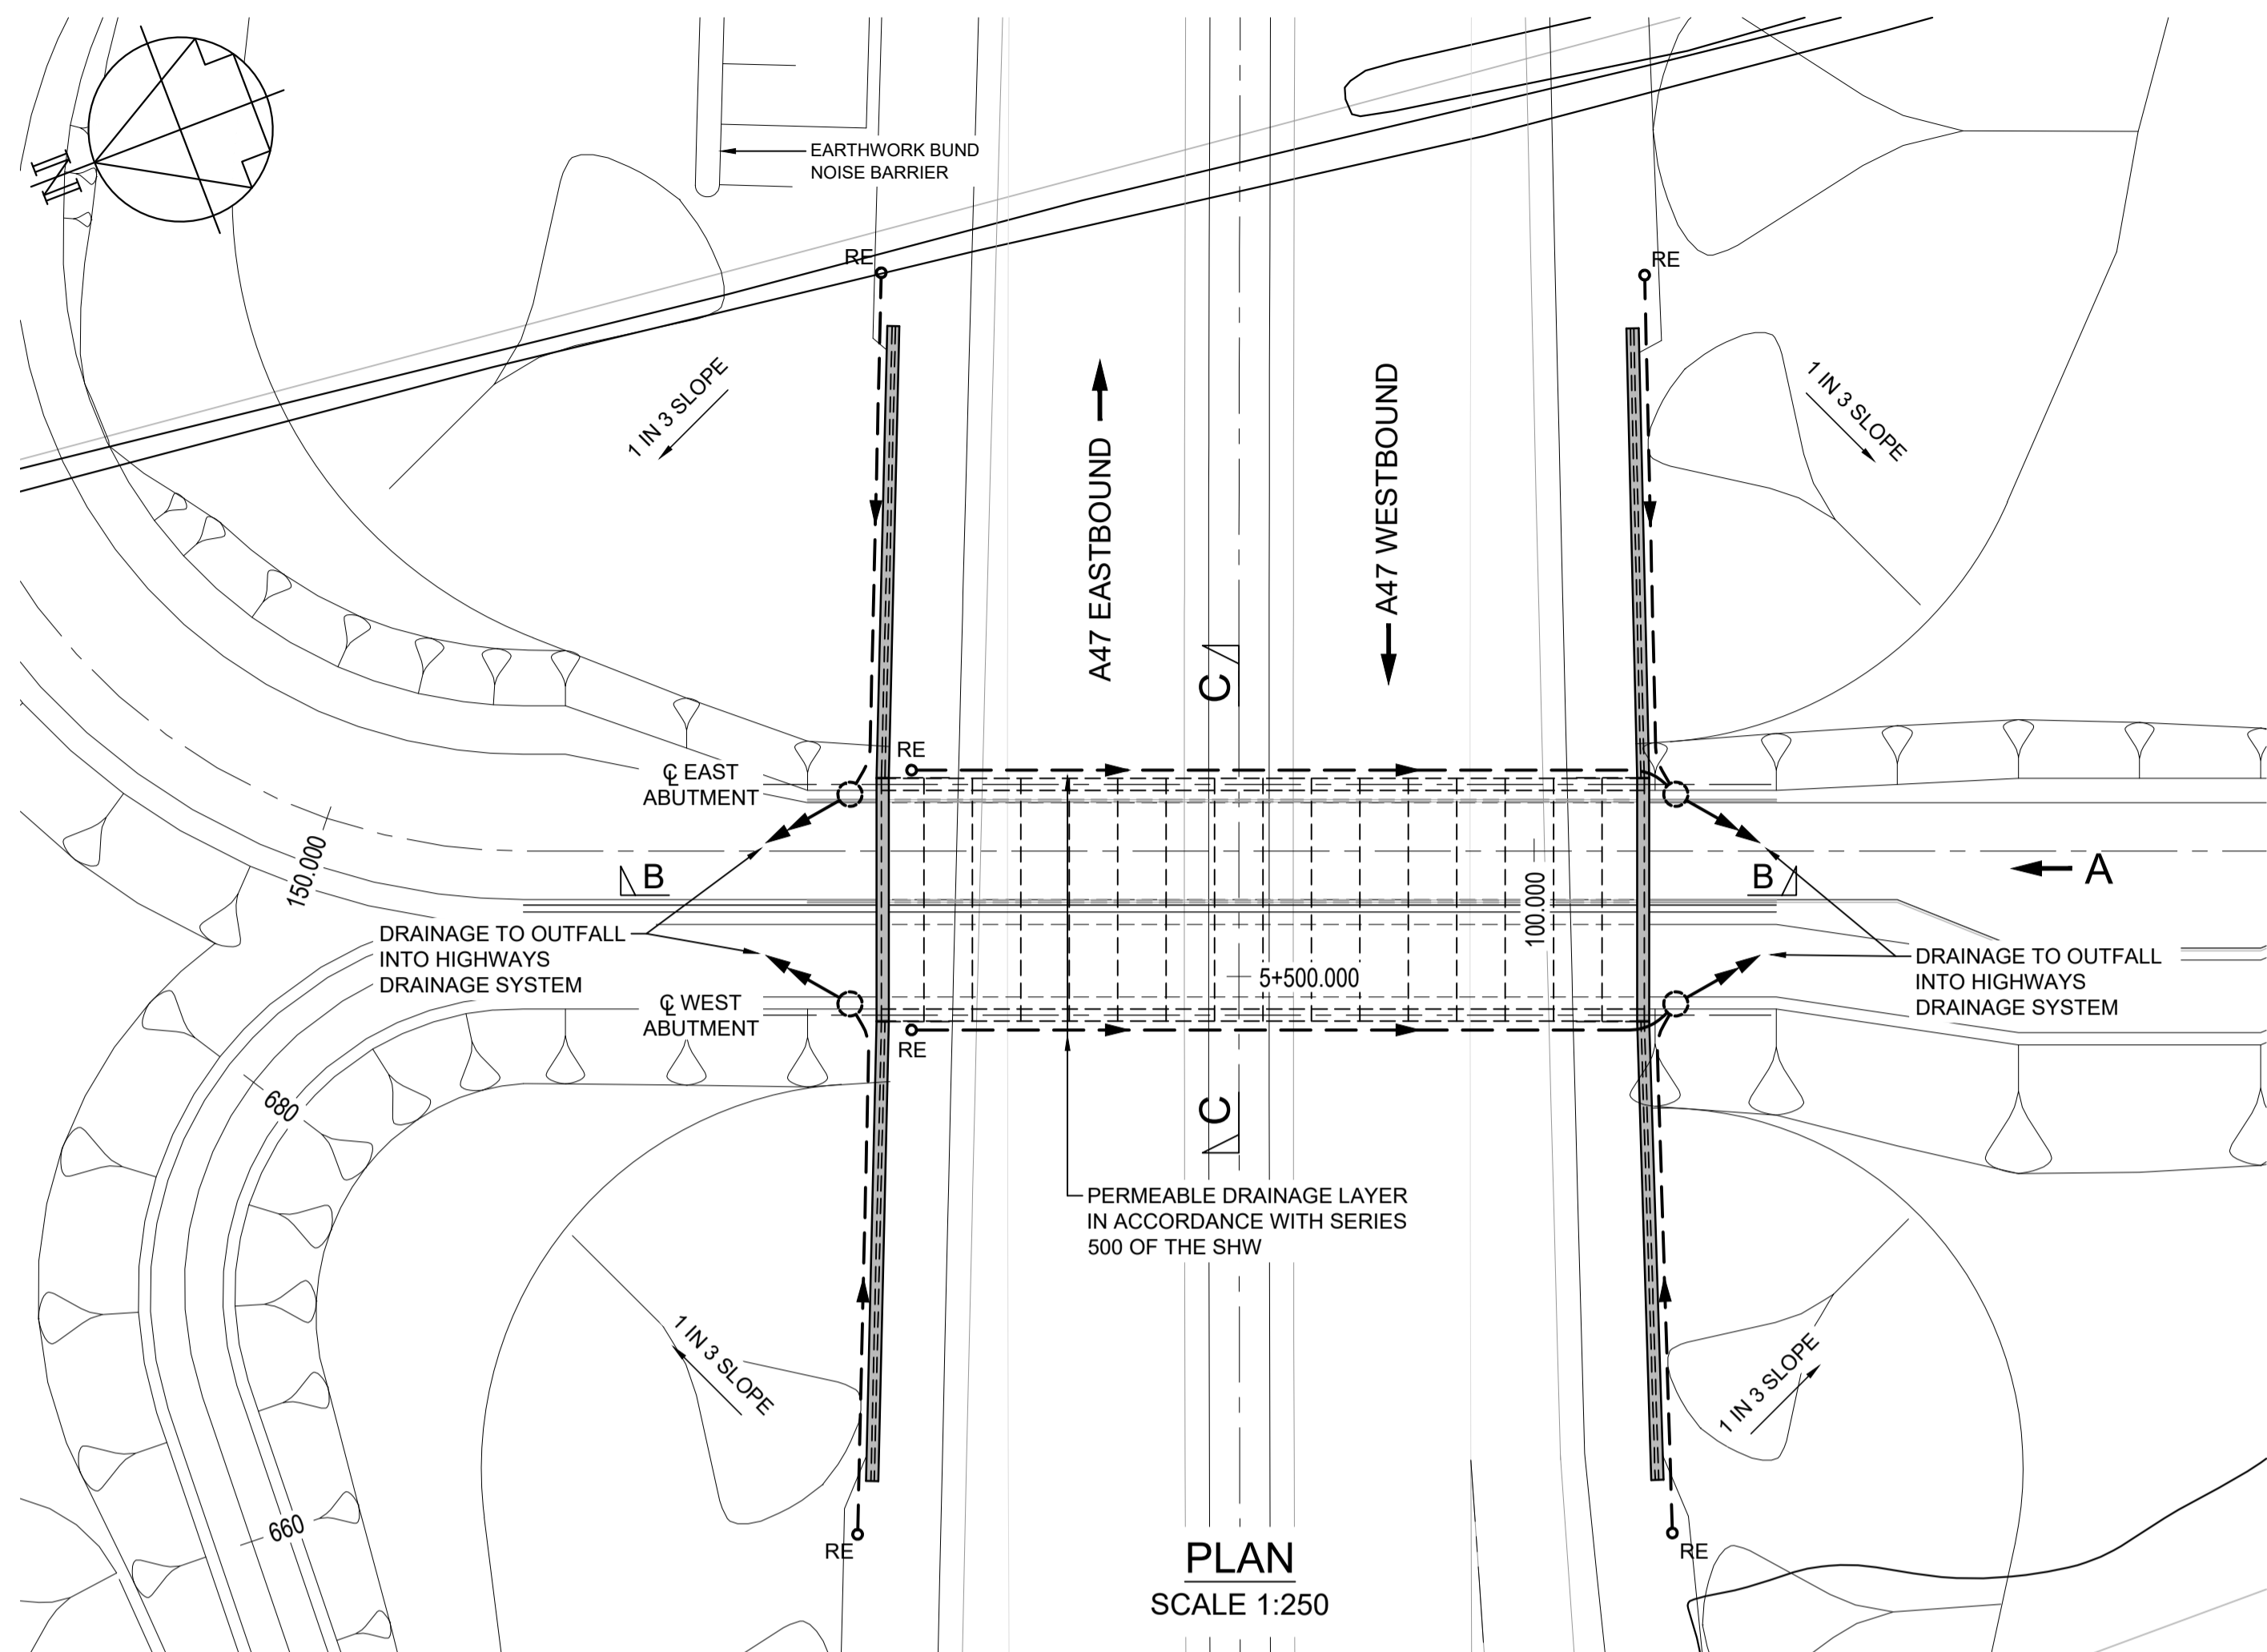 N
EARTHWORK BUND
NOISE BARRIER
RE
RE
1 IN 3 SLOPE
A47 EASTBOUND
A47 WESTBOUND
1 IN 3 SLOPE
C
RE
℄ EAST
ABUTMENT
150.000
B
B
A
100.000
DRAINAGE TO OUTFALL
INTO HIGHWAYS
DRAINAGE SYSTEM
5+500.000
DRAINAGE TO OUTFALL
INTO HIGHWAYS
DRAINAGE SYSTEM
℄ WEST
ABUTMENT
RE
680
C
PERMEABLE DRAINAGE LAYER
IN ACCORDANCE WITH SERIES
500 OF THE SHW
1 IN 3 SLOPE
1 IN 3 SLOPE
660
RE
RE
PLAN
SCALE 1:250